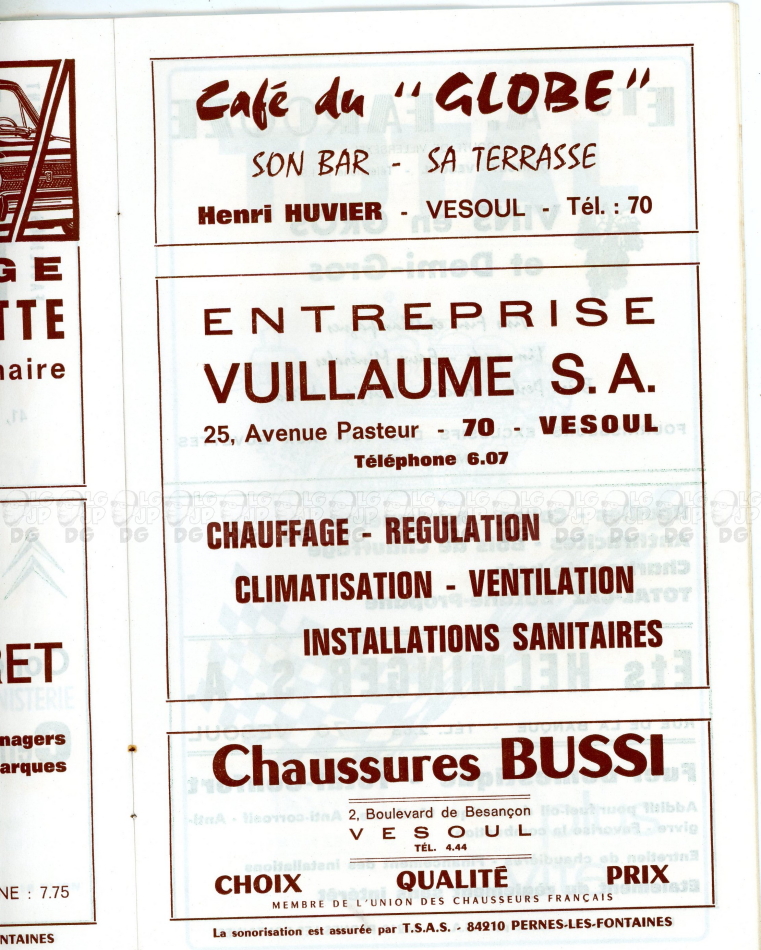 GE
TTE
naire
RET
nagers
arques
NE : 7.75
NTAINES
Café du "GLOBE"
SON BAR - SA TERRASSE
Henri HUVIER - VESOUL - Tél. : 70
ENTREPRISE
VUILLAUME S.A.
25, Avenue Pasteur - 70 - VESOUL
Téléphone 6.07
CHAUFFAGE - REGULATION
CLIMATISATION - VENTILATION
INSTALLATIONS SANITAIRES
Chaussures BUSSI
2, Boulevard de Besançon
VESOUL
TÉL. 4.44
CHOIX QUALITÉ PRIX
MEMBRE DE L'UNION DES CHAUSSEURS FRANÇAIS
La sonorisation est assurée par T.S.A.S. - 84210 PERNES-LES-FONTAINES